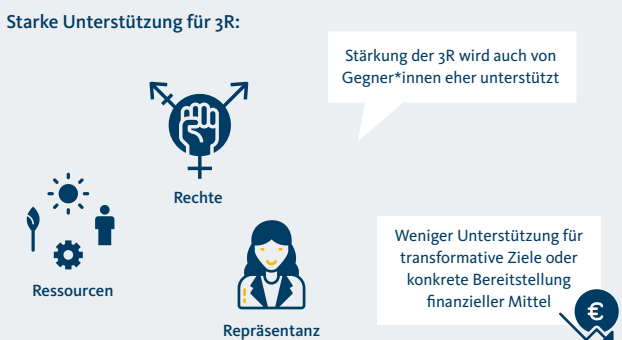 Starke Unterstützung für 3R:
Stärkung der 3R wird auch von
Gegner*innen eher unterstützt
Rechte
Ressourcen
Repräsentanz
Weniger Unterstützung für
transformative Ziele oder
konkrete Bereitstellung
finanzieller Mittel
€